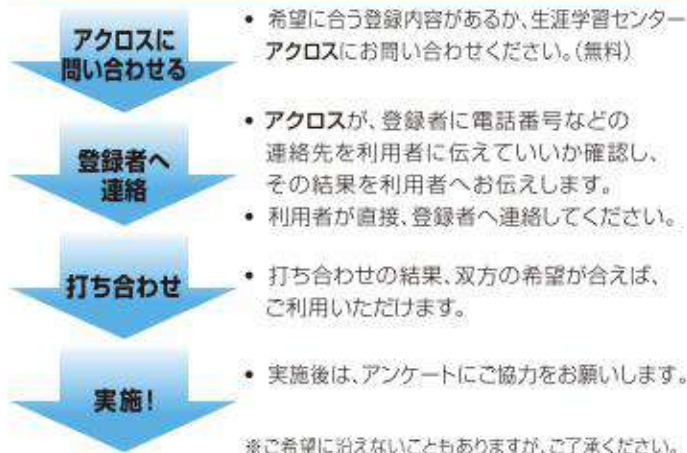 アクロスに
問い合わせる
• 希望に合う登録内容があるか、生涯学習センター
アクロスにお問い合わせください。(無料)
登録者へ
連絡
• アクロスが、登録者に電話番号などの
連絡先を利用者に伝えていいか確認し、
その結果を利用者へお伝えします。
• 利用者が直接、登録者へ連絡してください。
打ち合わせ
• 打ち合わせの結果、双方の希望が合えば、
ご利用いただけます。
実施!
• 実施後は、アンケートにご協力をお願いします。
※ご希望に沿えないこともありますが、ご了承ください。